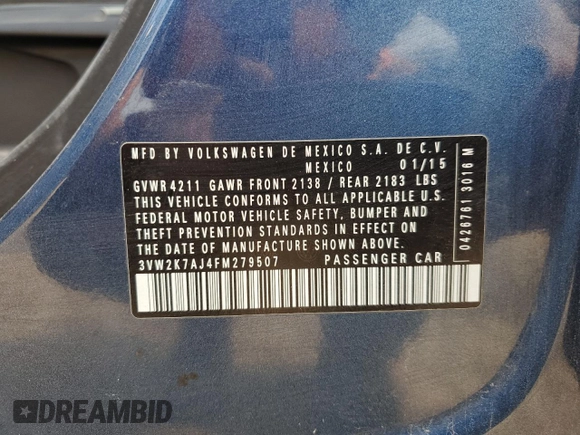 MFD BY VOLKSWAGEN DE MEXICO S.A. DE C.V.
MEXICO 01/15
GVWR 4211 GAWR FRONT 2138 / REAR 2183 LBS
THIS VEHICLE CONFORMS TO ALL APPLICABLE U.S.
FEDERAL MOTOR VEHICLE SAFETY, BUMPER AND
THEFT PREVENTION STANDARDS IN EFFECT ON
THE DATE OF MANUFACTURE SHOWN ABOVE.
3VW2K7AJ4FM279507 PASSENGER CAR
0426761 3016 M
DREAMBID